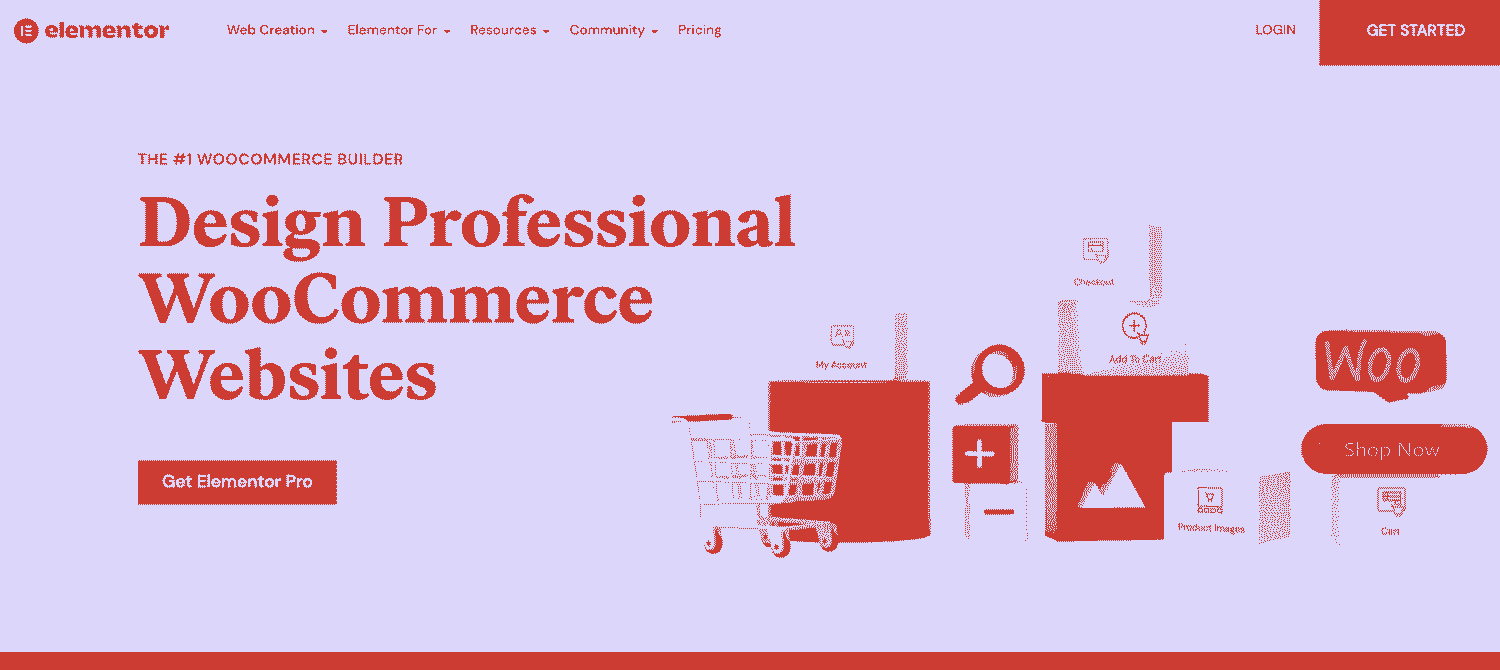 elementor
Web Creation
Elementor For
Resources
Community
Pricing
LOGIN
GET STARTED
THE #1 WOOCOMMERCE BUILDER
Design Professional
WooCommerce
Websites
Get Elementor Pro
Checkout
Add To Cart
My Account
Woo
Shop Now
Product Images
Cart